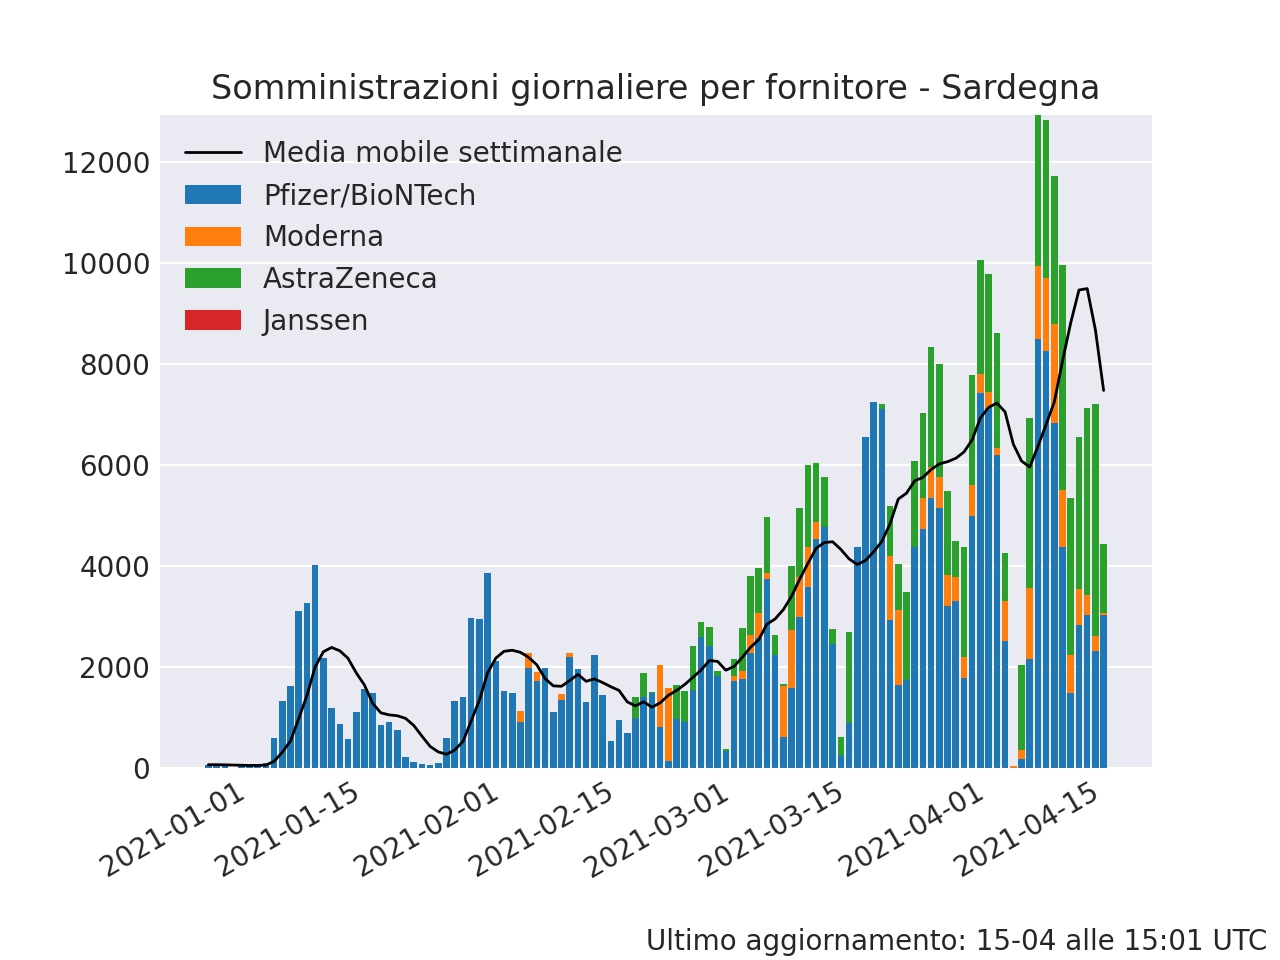 Somministrazioni giornaliere per fornitore - Sardegna
Media mobile settimanale
Pfizer/BioNTech
Moderna
AstraZeneca
Janssen
12000
10000
8000
6000
4000
2000
0
2021-01-01
2021-01-15
2021-02-01
2021-02-15
2021-03-01
2021-03-15
2021-04-01
2021-04-15
Ultimo aggiornamento: 15-04 alle 15:01 UTC